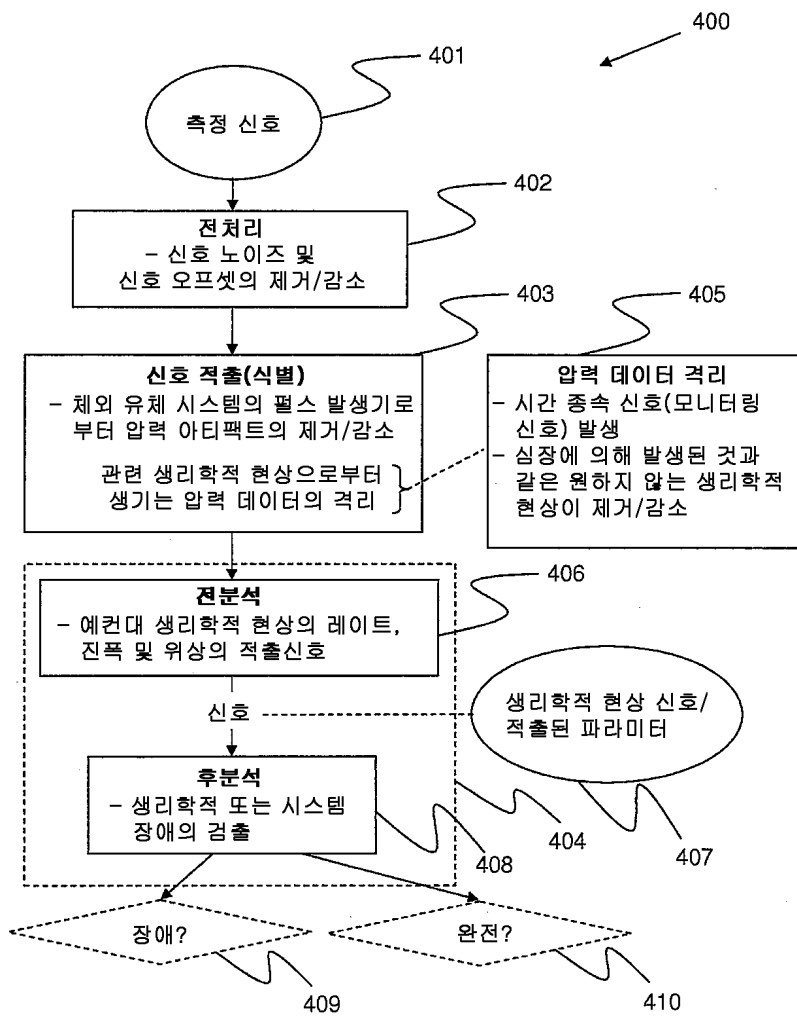 400
401
측정 신호
402
전처리
– 신호 노이즈 및
신호 오프셋의 제거/감소
403
신호 적출(식별)
– 체외 유체 시스템의 펄스 발생기로
부터 압력 아티팩트의 제거/감소
관련 생리학적 현상으로부터
생기는 압력 데이터의 격리
405
압력 데이터 격리
– 시간 종속 신호(모니터링
신호) 발생
– 심장에 의해 발생된 것과
같은 원하지 않는 생리학적
현상이 제거/감소
406
전분석
– 예컨대 생리학적 현상의 레이트,
진폭 및 위상의 적출신호
신호
생리학적 현상 신호/
적출된 파라미터
후분석
– 생리학적 또는 시스템
장애의 검출
408
404
407
장애?
완전?
409
410